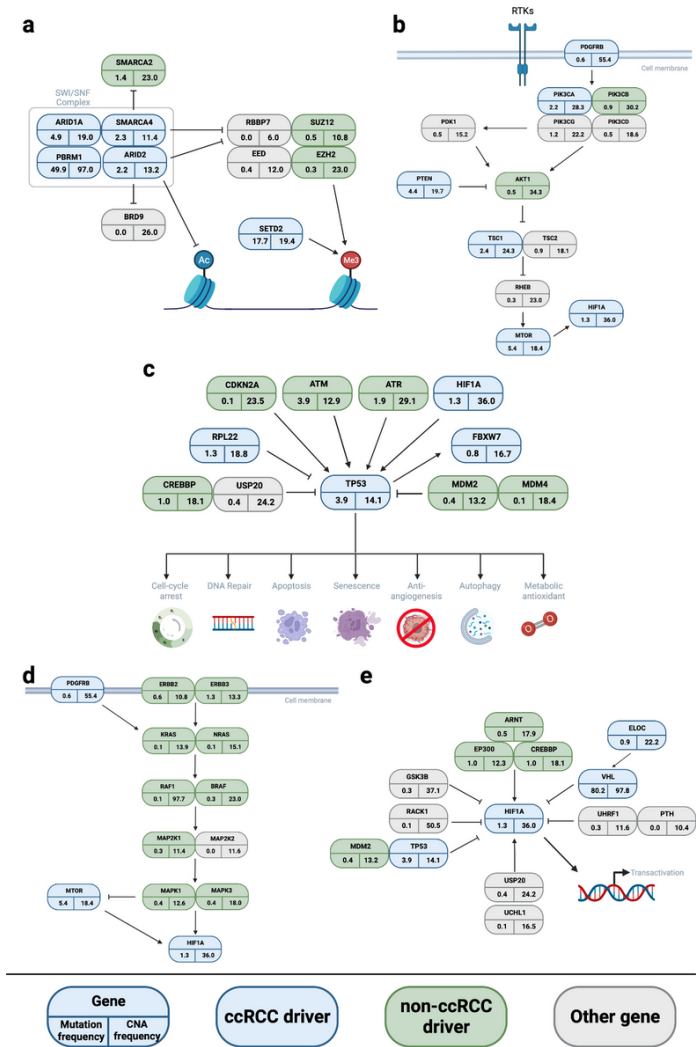 a
SMARCA2
1.4 23.0
SWI/SNF
Complex
ARID1A SMARCA4
4.9 19.0 2.3 11.4
PBRM1 ARID2
49.9 97.0 2.2 13.2
RBBP7 SUZ12
0.0 6.0 0.5 10.8
EED EZH2
0.4 12.0 0.3 23.0
BRD9
0.0 26.0
SETD2
17.7 19.4
Ac
Me3
b
RTKs
PDGFRB
0.6 55.4
Cell membrane
PIK3CA PIK3CB
2.2 28.3 0.9 30.2
PIK3CG PIK3CD
1.2 22.2 0.5 18.6
PDK1
0.5 15.2
PTEN
4.4 19.7
AKT1
0.5 34.3
TSC1 TSC2
2.4 24.3 0.9 18.1
RHEB
0.3 23.0
HIF1A
1.3 36.0
MTOR
5.4 18.4
c
CDKN2A ATM ATR HIF1A
0.1 23.5 3.9 12.9 1.9 29.1 1.3 36.0
RPL22 FBXW7
1.3 18.8 0.8 16.7
CREBBP USP20 TP53 MDM2 MDM4
1.0 18.1 0.4 24.2 3.9 14.1 0.4 13.2 0.1 18.4
Cell-cycle
arrest
DNA Repair
Apoptosis
Senescence
Anti-
angiogenesis
Autophagy
Metabolic
antioxidant
d
PDGFRB ERBB2 ERBB3
0.6 55.4 0.6 10.8 1.3 13.3
Cell membrane
KRAS NRAS
0.1 13.9 0.1 15.1
RAF1 BRAF
0.1 97.7 0.3 23.0
MAP2K1 MAP2K2
0.3 11.4 0.0 11.6
MTOR MAPK1 MAPK3
5.4 18.4 0.4 12.6 0.4 18.0
HIF1A
1.3 36.0
e
ARNT
0.5 17.9
EP300 CREBBP
1.0 12.3 1.0 18.1
ELOC
0.9 22.2
GSK3B
0.3 37.1
VHL
80.2 97.8
RACK1
0.1 50.5
HIF1A
1.3 36.0
UHRF1 PTH
0.3 11.6 0.0 10.4
MDM2 TP53
0.4 13.2 3.9 14.1
USP20
0.4 24.2
UCHL1
0.1 16.5
Transactivation
Gene
Mutation
frequency
CNA
frequency
ccRCC driver
non-ccRCC
driver
Other gene